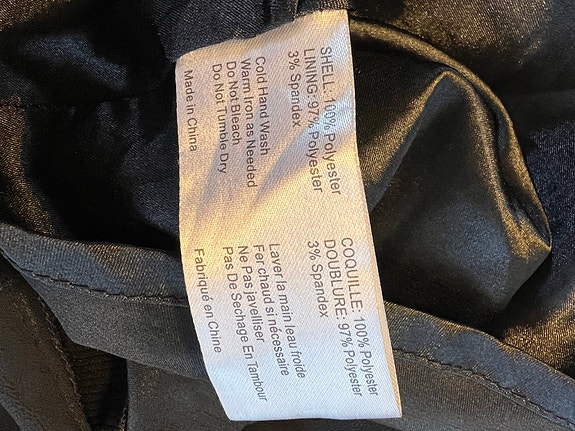 SHELL: 100% Polyester
LINING: 97% Polyester
3% Spandex
Cold Hand Wash
Warm Iron as Needed
Do Not Bleach
Do Not Tumble Dry
Made in China
COQUILLE: 100% Polyester
DOUBLURE: 97% Polyester
3% Spandex
Laver la main leau froide
Fer chaud si nécessaire
Ne Pas Javelliser
Pas De Sechage En Tambour
Fabriqué en Chine